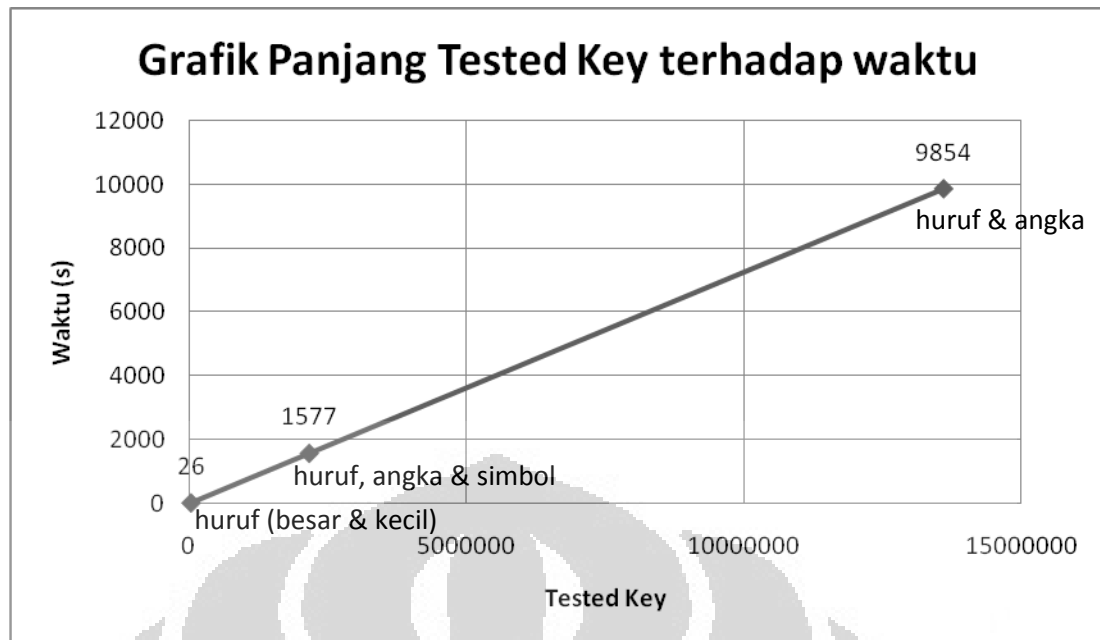 Grafik Panjang Tested Key terhadap waktu
12000
10000
8000
6000
4000
2000
0
Waktu (s)
9854
huruf & angka
1577
huruf, angka & simbol
26
huruf (besar & kecil)
0
5000000
10000000
15000000
Tested Key